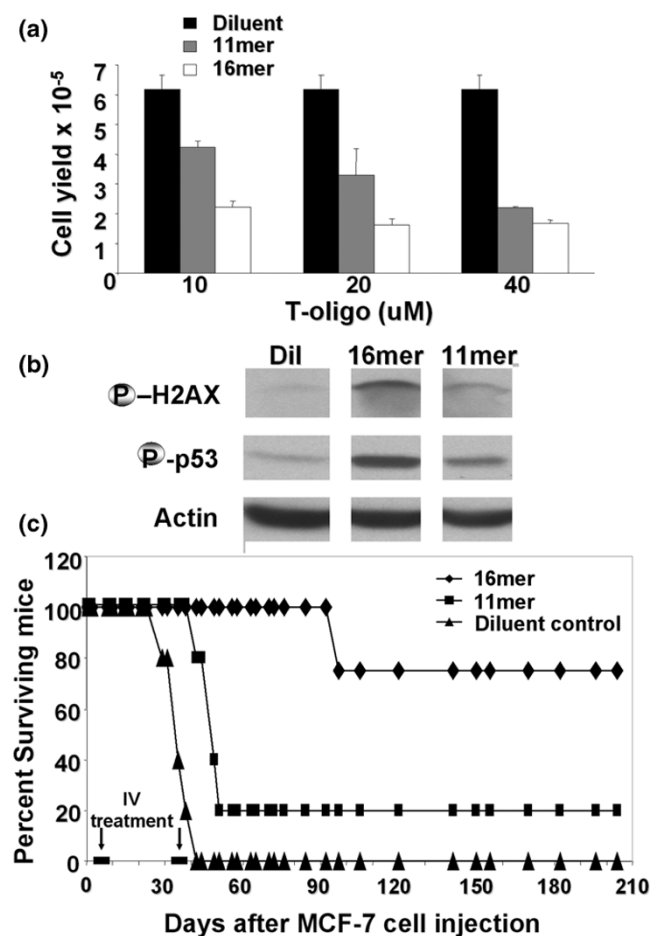 (a)
Diluent
11mer
16mer
Cell yield x 10-5
7
6
5
4
3
2
1
0
10 20 40
T-oligo (uM)
(b)
Dil 16mer 11mer
P–H2AX
P-p53
Actin
(c)
120
100
80
60
40
20
0
Percent Surviving mice
16mer
11mer
Diluent control
IV
treatment
0 30 60 90 120 150 180 210
Days after MCF-7 cell injection